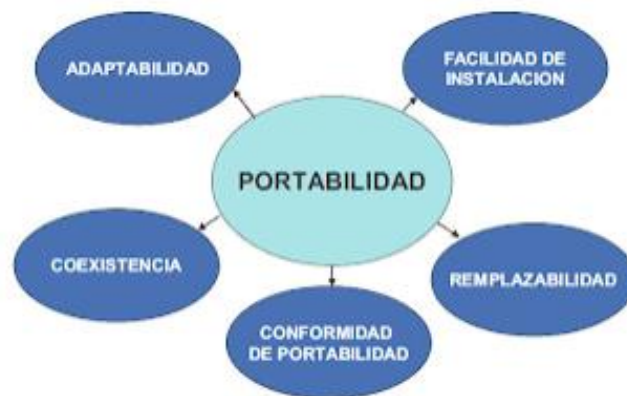 ADAPTABILIDAD
FACILIDAD DE
INSTALACION
PORTABILIDAD
COEXISTENCIA
REMPLAZABILIDAD
CONFORMIDAD
DE PORTABILIDAD